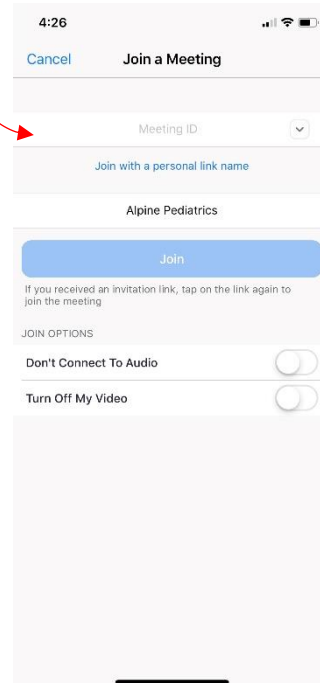 4:26
Cancel Join a Meeting
Meeting ID
Join with a personal link name
Alpine Pediatrics
Join
If you received an invitation link, tap on the link again to
join the meeting
JOIN OPTIONS
Don't Connect To Audio
Turn Off My Video